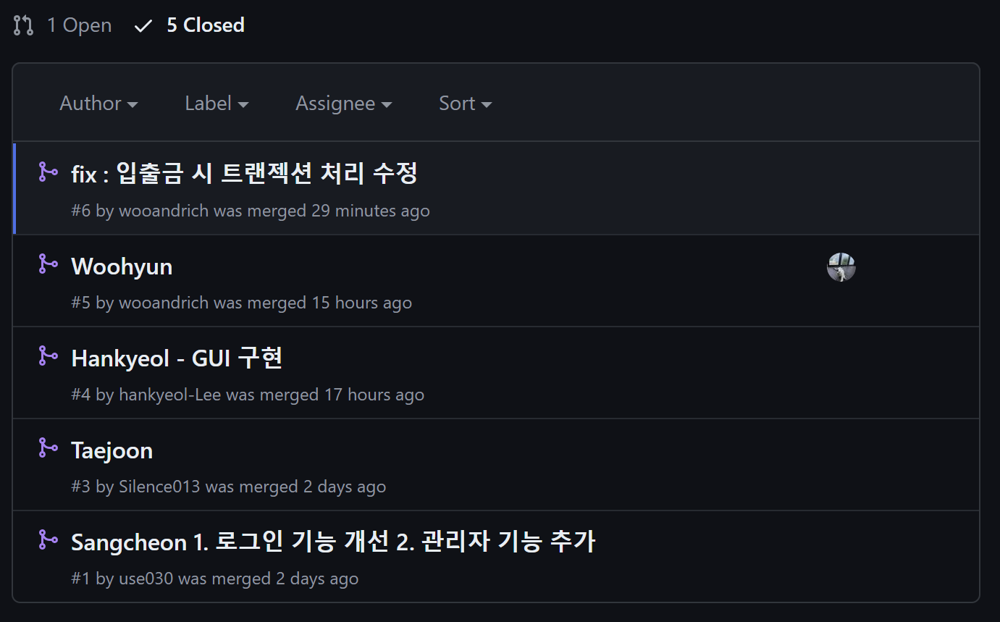 1 Open 5 Closed
Author Label Assignee Sort
fix : 입출금 시 트랜젝션 처리 수정
#6 by wooandrich was merged 29 minutes ago
Woohyun
#5 by wooandrich was merged 15 hours ago
Hankyeol - GUI 구현
#4 by hankyeol-Lee was merged 17 hours ago
Taejoon
#3 by Silence013 was merged 2 days ago
Sangcheon 1. 로그인 기능 개선 2. 관리자 기능 추가
#1 by use030 was merged 2 days ago